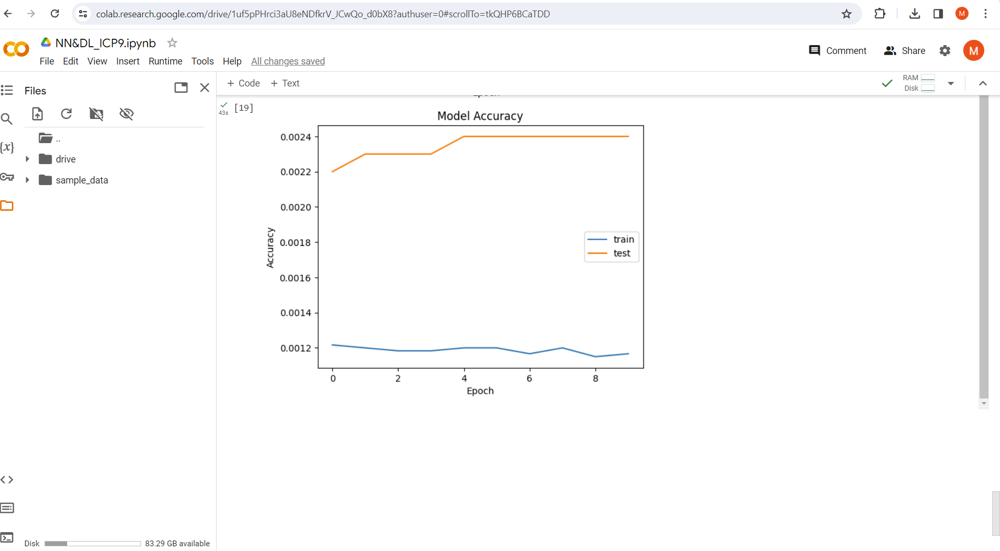 colab.research.google.com/drive/1uf5pPHrci3aU8eNDfkrV_JCwQo_d0bX8?authuser=0#scrollTo=tkQHP6BCaTDD
M
NN&DL_ICP9.ipynb
File Edit View Insert Runtime Tools Help All changes saved
Comment Share M
Files
+ Code + Text
RAM
Disk
..
drive
sample_data
43s [19]
Epoch
Model Accuracy
0.0024
0.0022
0.0020
0.0018
0.0016
0.0014
0.0012
Accuracy
train
test
0 2 4 6 8
Epoch
{x}
Disk 83.29 GB available